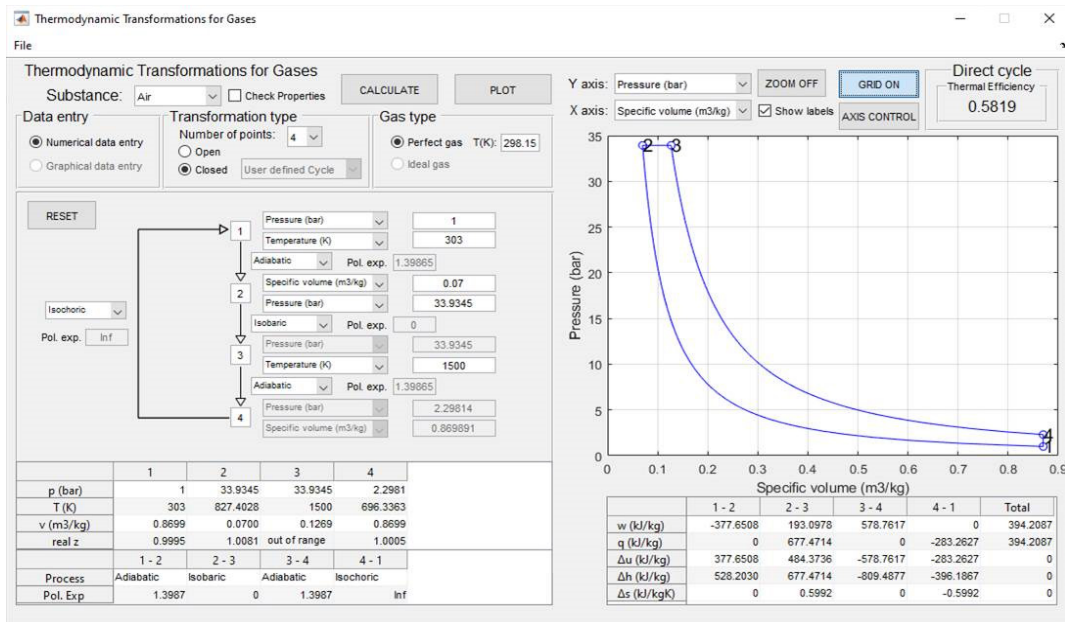 Thermodynamic Transformations for Gases
File
Thermodynamic Transformations for Gases
Substance: Air Check Properties CALCULATE PLOT
Data entry
Numerical data entry
Graphical data entry
Transformation type
Number of points: 4
Open
Closed User defined Cycle
Gas type
Perfect gas T(K): 298.15
Ideal gas
Y axis: Pressure (bar) ZOOM OFF GRID ON
X axis: Specific volume (m3/kg) Show labels AXIS CONTROL
Direct cycle
Thermal Efficiency
0.5819
RESET
1 Pressure (bar) 1
Temperature (K) 303
Adiabatic Pol. exp. 1.39865
2 Specific volume (m3/kg) 0.07
Pressure (bar) 33.9345
Isobaric Pol. exp. 0
3 Pressure (bar) 33.9345
Temperature (K) 1500
Adiabatic Pol. exp. 1.39865
4 Pressure (bar) 2.29814
Specific volume (m3/kg) 0.869891
Isochoric
Pol. exp. Inf
1 2 3 4
p (bar) 1 33.9345 33.9345 2.2981
T (K) 303 827.4028 1500 696.3363
v (m3/kg) 0.8699 0.0700 0.1269 0.8699
real z 0.9995 1.0081 out of range 1.0005
1 - 2 2 - 3 3 - 4 4 - 1
Process Adiabatic Isobaric Adiabatic Isochoric
Pol. Exp 1.3987 0 1.3987 Inf
35
30
25
20
15
10
5
0
Pressure (bar)
2 3
4
1
0 0.1 0.2 0.3 0.4 0.5 0.6 0.7 0.8 0.9
Specific volume (m3/kg)
1 - 2 2 - 3 3 - 4 4 - 1 Total
w (kJ/kg) -377.6508 193.0978 578.7617 0 394.2087
q (kJ/kg) 0 677.4714 0 -283.2627 394.2087
Δu (kJ/kg) 377.6508 484.3736 -578.7617 -283.2627 0
Δh (kJ/kg) 528.2030 677.4714 -809.4877 -396.1867 0
Δs (kJ/kgK) 0 0.5992 0 -0.5992 0